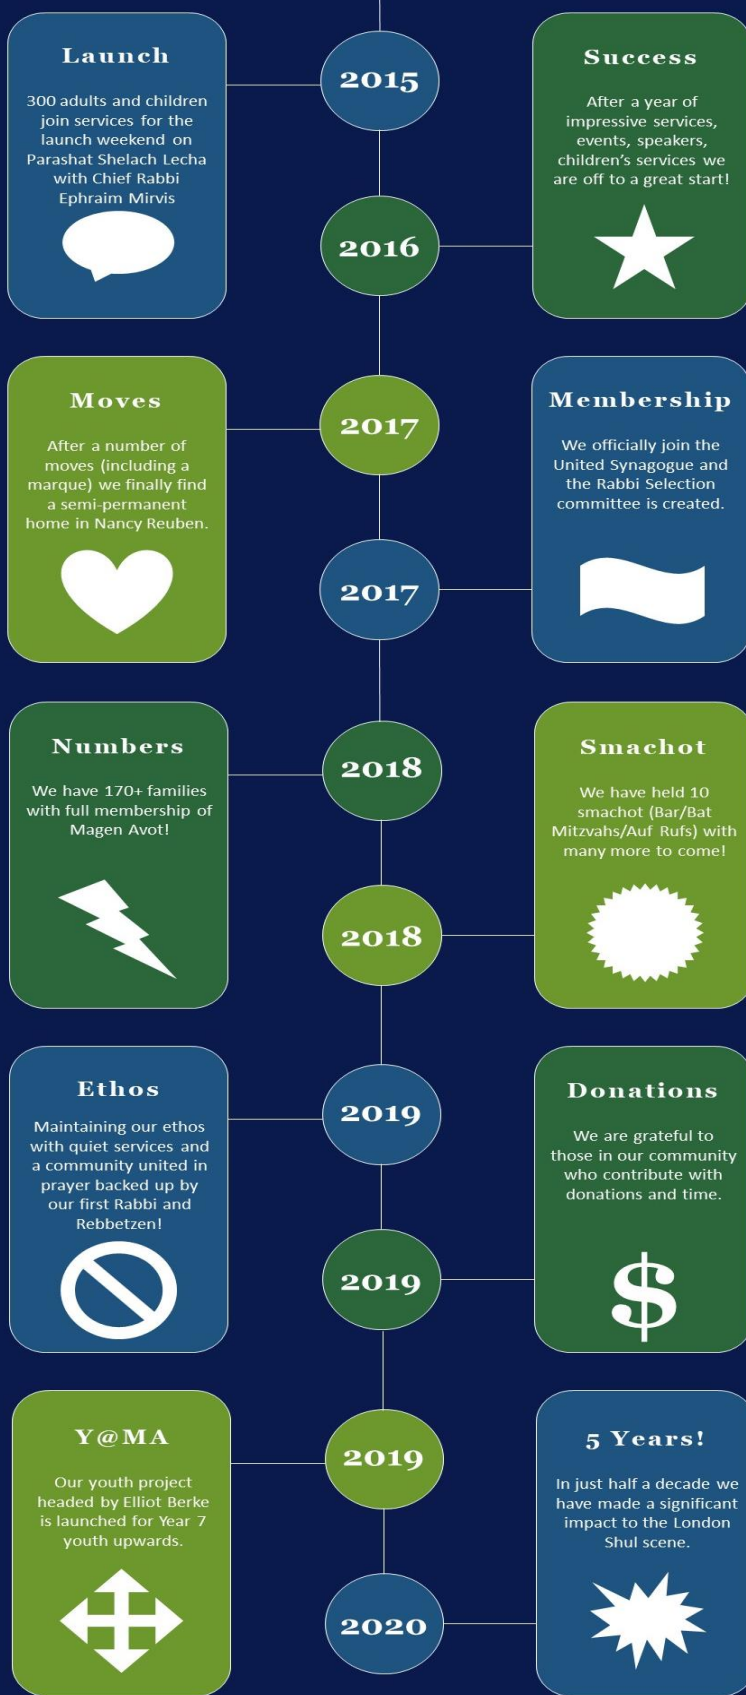 Launch
300 adults and children
join services for the
launch weekend on
Parashat Shelach Lecha
with Chief Rabbi
Ephraim Mirvis
2015
Success
After a year of
impressive services,
events, speakers,
children's services we
are off to a great start!
2016
Moves
After a number of
moves (including a
marque) we finally find
a semi-permanent
home in Nancy Reuben.
2017
Membership
We officially join the
United Synagogue and
the Rabbi Selection
committee is created.
2017
Numbers
We have 170+ families
with full membership of
Magen Avot!
2018
Smachot
We have held 10
smachot (Bar/Bat
Mitzvahs/Auf Rufs) with
many more to come!
2018
Ethos
Maintaining our ethos
with quiet services and
a community united in
prayer backed up by
our first Rabbi and
Rebbetzen!
2019
Donations
We are grateful to
those in our community
who contribute with
donations and time.
2019
$
Y@MA
Our youth project
headed by Elliot Berke
is launched for Year 7
youth upwards.
2019
5 Years!
In just half a decade we
have made a significant
impact to the London
Shul scene.
2020